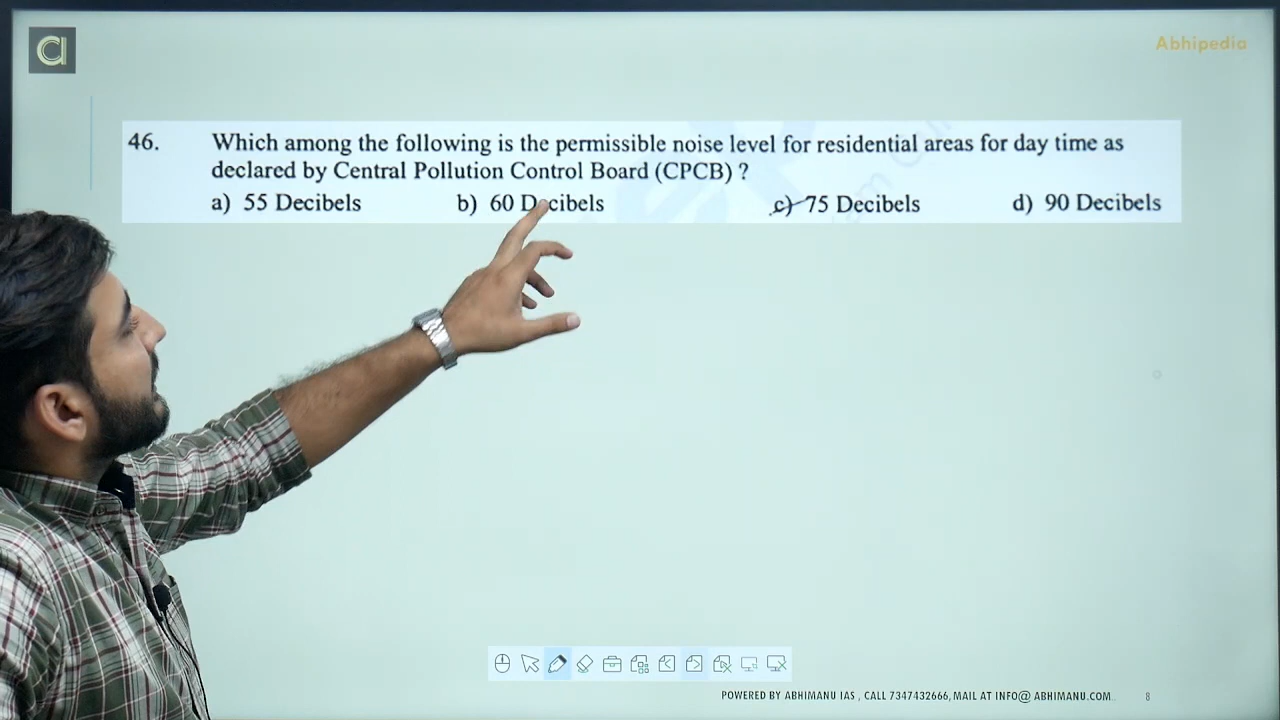 Abhipedia
46. Which among the following is the permissible noise level for residential areas for day time as
declared by Central Pollution Control Board (CPCB) ?
a) 55 Decibels b) 60 Decibels c) 75 Decibels d) 90 Decibels
POWERED BY ABHIMANU IAS , CALL 7347432666, MAIL AT INFO@ ABHIMANU.COM 8